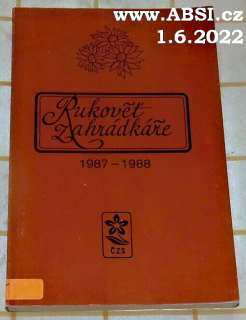 www.ABSI.cz
1.6.2022
Rukověť
Zahrádkáře
1987-1988
ČZS